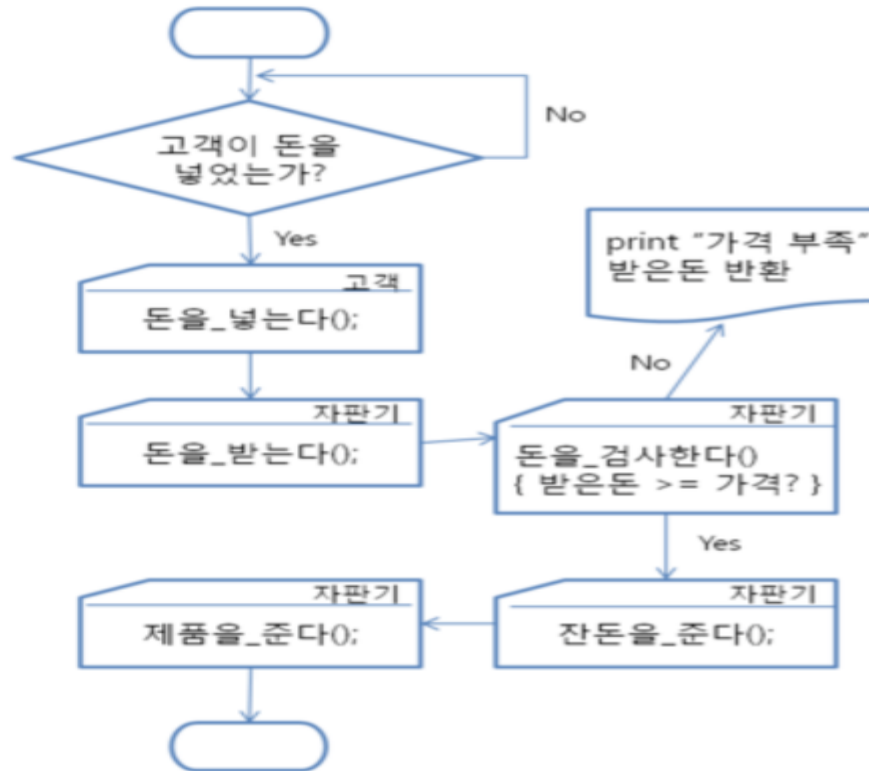 고객이 돈을
넣었는가?
No
Yes
고객
돈을_넣는다();
자판기
돈을_받는다();
자판기
돈을_검사한다()
{ 받은돈 >= 가격? }
No
print "가격 부족"
받은돈 반환
Yes
자판기
잔돈을_준다();
자판기
제품을_준다();